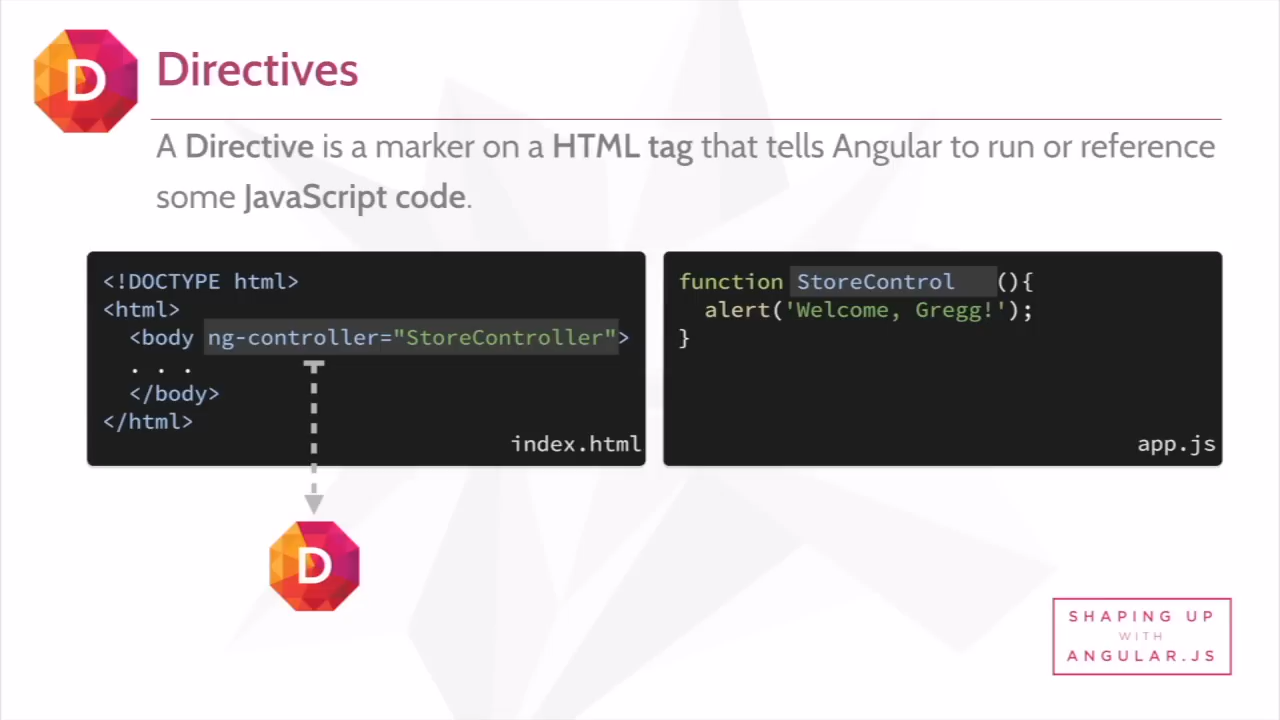 D
Directives
A Directive is a marker on a HTML tag that tells Angular to run or reference
some JavaScript code.
<!DOCTYPE html>
<html>
  <body ng-controller="StoreController">
  . . .
  </body>
</html>
index.html
function StoreControl (){
  alert('Welcome, Gregg!');
}
app.js
D
SHAPING UP
WITH
ANGULAR.JS